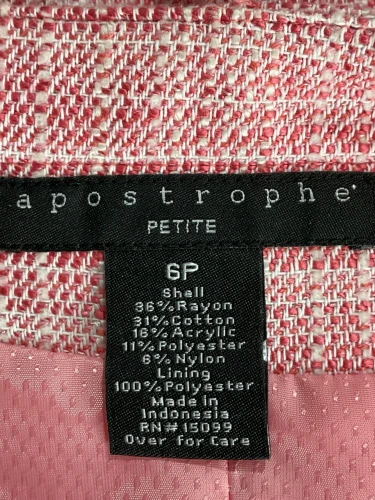 apostrophe
PETITE
6P
Shell
36% Rayon
31% Cotton
16% Acrylic
11% Polyester
6% Nylon
Lining
100% Polyester
Made in
Indonesia
RN# 15099
Over for Care